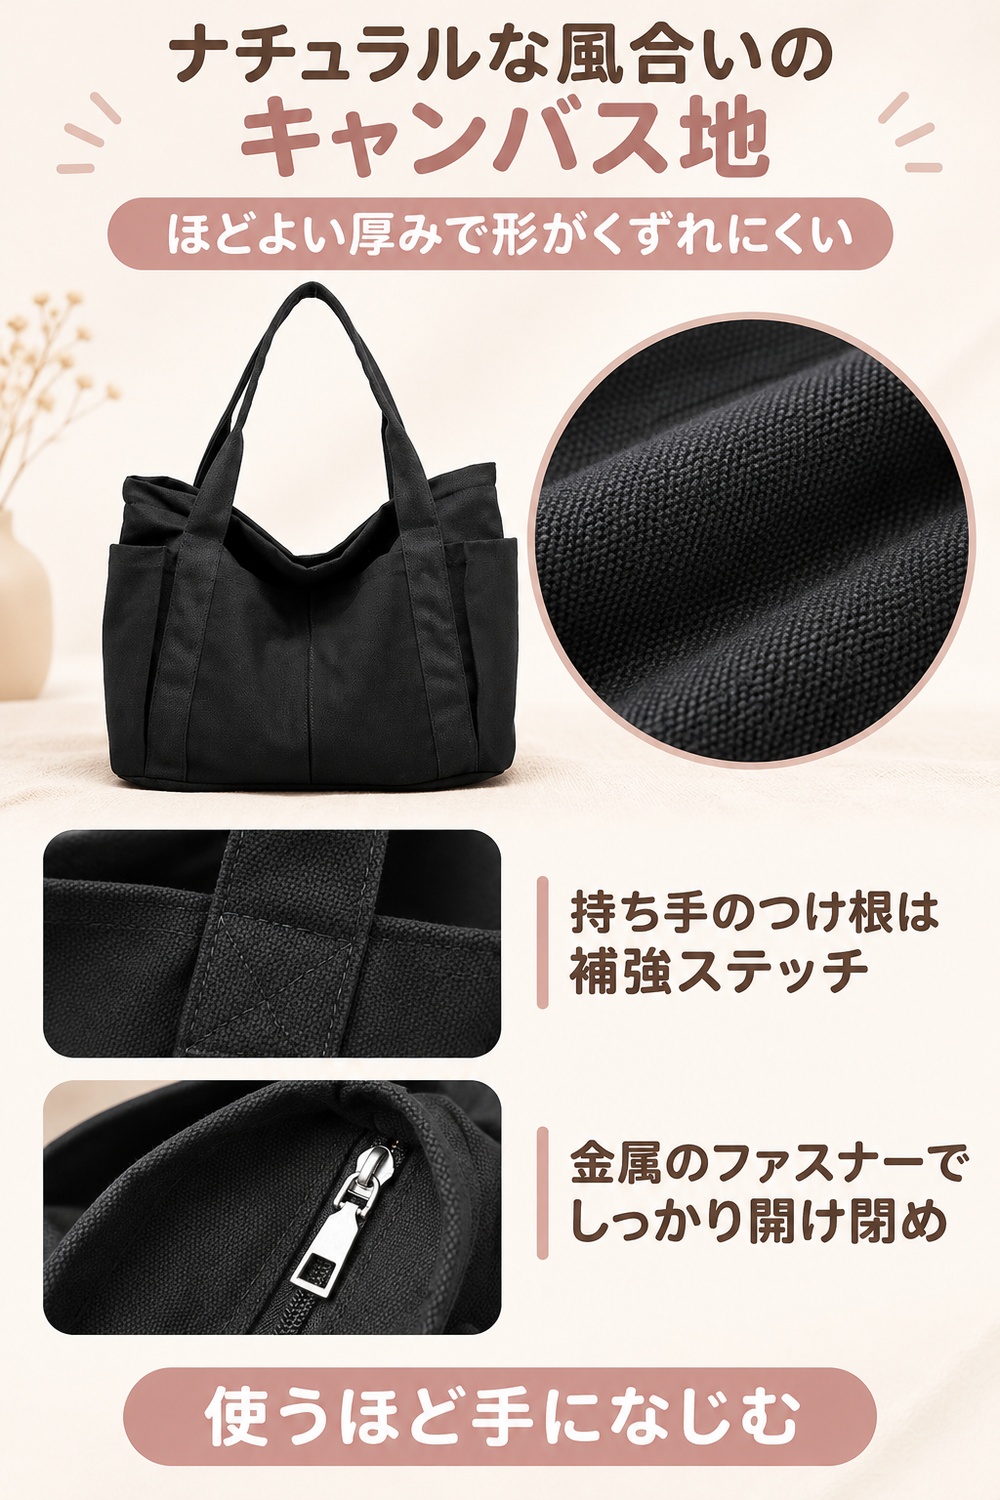 ナチュラルな風合いの
キャンバス地
ほどよい厚みで形がくずれにくい
持ち手のつけ根は
補強ステッチ
金属のファスナーで
しっかり開け閉め
使うほど手になじむ